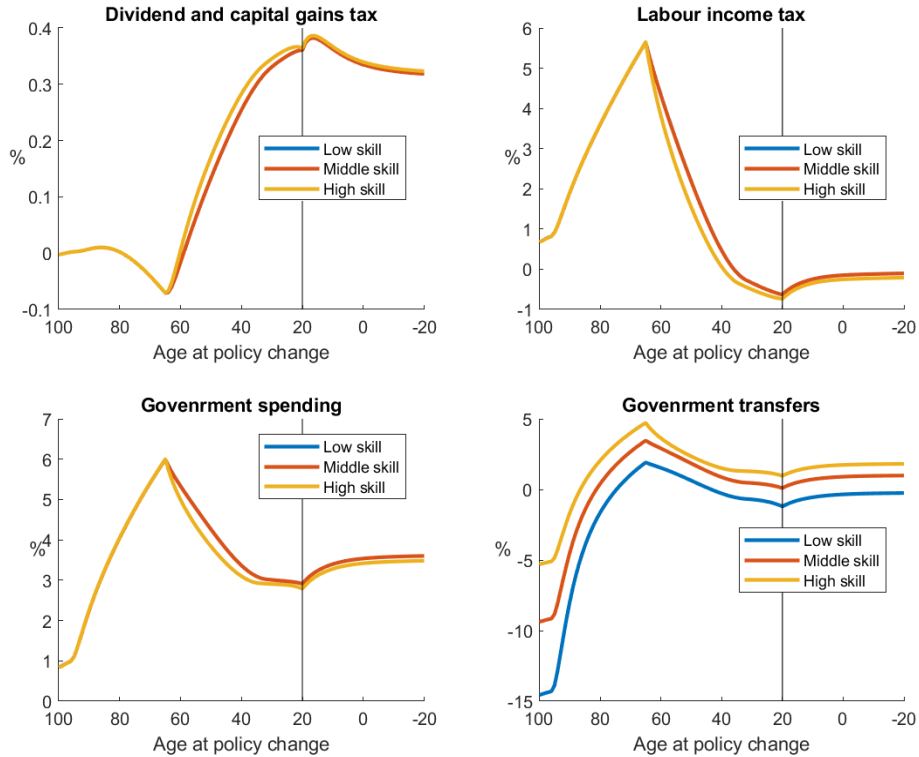 Dividend and capital gains tax
0.4
0.3
0.2
0.1
0
-0.1
%
Low skill
Middle skill
High skill
100 80 60 40 20 0 -20
Age at policy change
Labour income tax
6
5
4
3
2
1
0
-1
%
Low skill
Middle skill
High skill
100 80 60 40 20 0 -20
Age at policy change
Govenrment spending
7
6
5
4
3
2
1
0
%
Low skill
Middle skill
High skill
100 80 60 40 20 0 -20
Age at policy change
Govenrment transfers
5
0
-5
-10
-15
%
Low skill
Middle skill
High skill
100 80 60 40 20 0 -20
Age at policy change